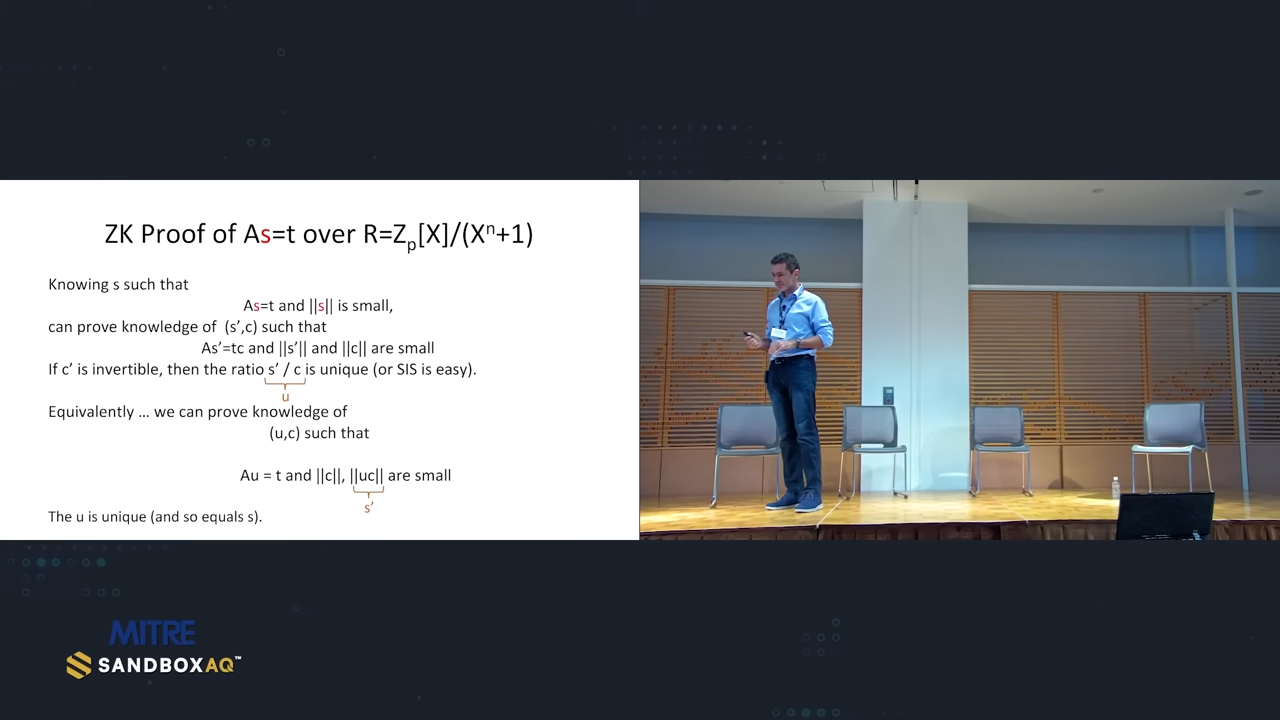 ZK Proof of As=t over R=Zp[X]/(Xⁿ+1)
Knowing s such that
As=t and ||s|| is small,
can prove knowledge of (s’,c) such that
As’=tc and ||s’|| and ||c|| are small
If c’ is invertible, then the ratio s’ / c is unique (or SIS is easy).
u
Equivalently … we can prove knowledge of
(u,c) such that
Au = t and ||c||, ||uc|| are small
s’
The u is unique (and so equals s).
MITRE
SANDBOXAQ™